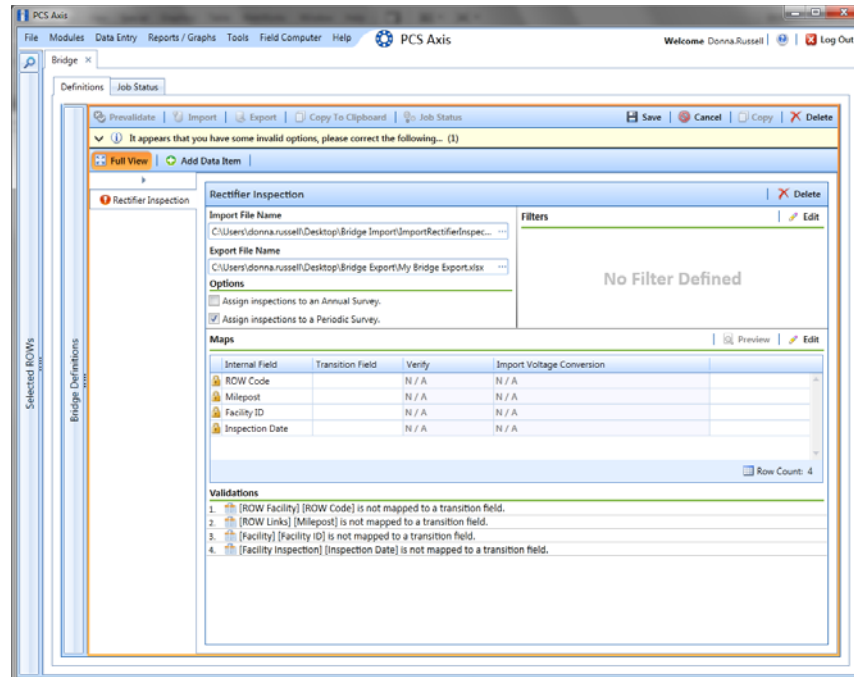 PCS Axis
File Modules Data Entry Reports / Graphs Tools Field Computer Help PCS Axis Welcome Donna.Russell Log Out
Bridge
Definitions Job Status
Prevalidate Import Export Copy To Clipboard Job Status Save Cancel Copy Delete
It appears that you have some invalid options, please correct the following... (1)
Full View Add Data Item
Rectifier Inspection
Rectifier Inspection Delete
Import File Name
C:\Users\donna.russell\Desktop\Bridge Import\ImportRectifierInspec... ...
Export File Name
C:\Users\donna.russell\Desktop\Bridge Export\My Bridge Export.xlsx ...
Options
Assign inspections to an Annual Survey.
Assign inspections to a Periodic Survey.
Filters Edit
No Filter Defined
Maps Preview Edit
Internal Field Transition Field Verify Import Voltage Conversion
ROW Code N / A N / A
Milepost N / A N / A
Facility ID N / A N / A
Inspection Date N / A N / A
Row Count: 4
Validations
1. [ROW Facility] [ROW Code] is not mapped to a transition field.
2. [ROW Links] [Milepost] is not mapped to a transition field.
3. [Facility] [Facility ID] is not mapped to a transition field.
4. [Facility Inspection] [Inspection Date] is not mapped to a transition field.
Selected ROWs
Bridge Definitions